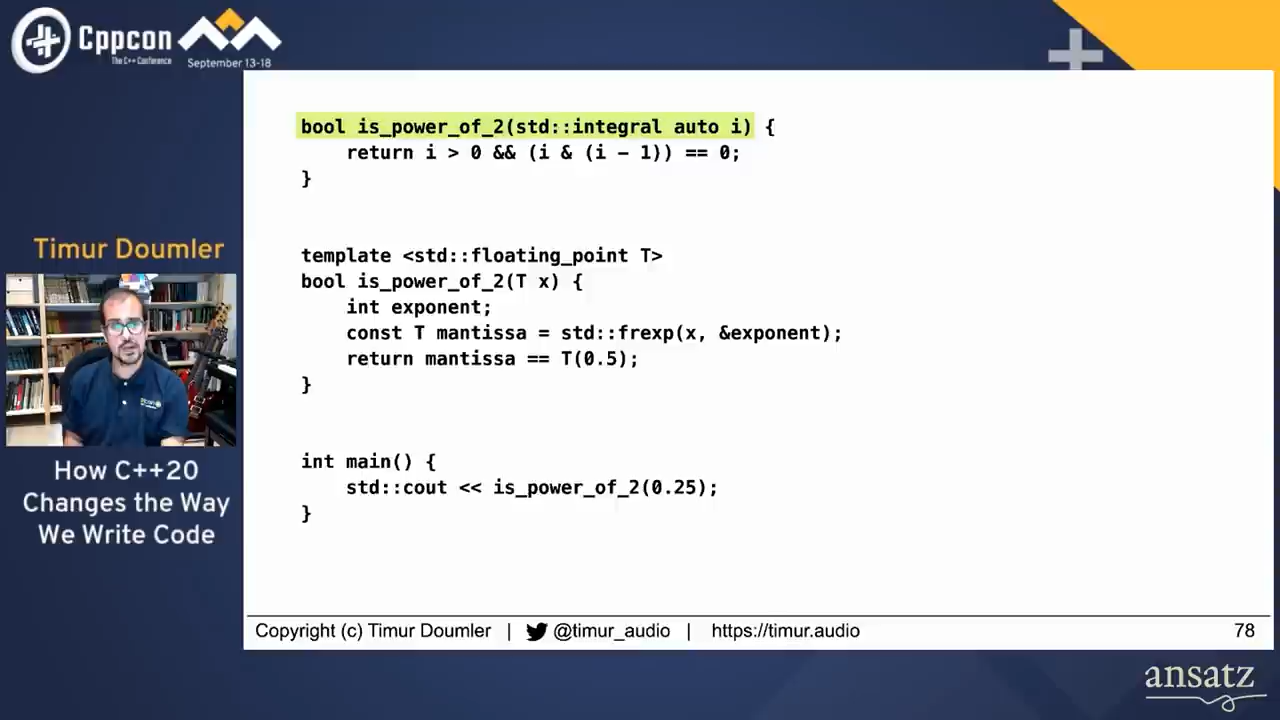 Cppcon
The C++ Conference
September 13-18
bool is_power_of_2(std::integral auto i) {
    return i > 0 && (i & (i - 1)) == 0;
}
template <std::floating_point T>
bool is_power_of_2(T x) {
    int exponent;
    const T mantissa = std::frexp(x, &exponent);
    return mantissa == T(0.5);
}
int main() {
    std::cout << is_power_of_2(0.25);
}
Timur Doumler
How C++20
Changes the Way
We Write Code
Copyright (c) Timur Doumler | @timur_audio | https://timur.audio 78
ansatz